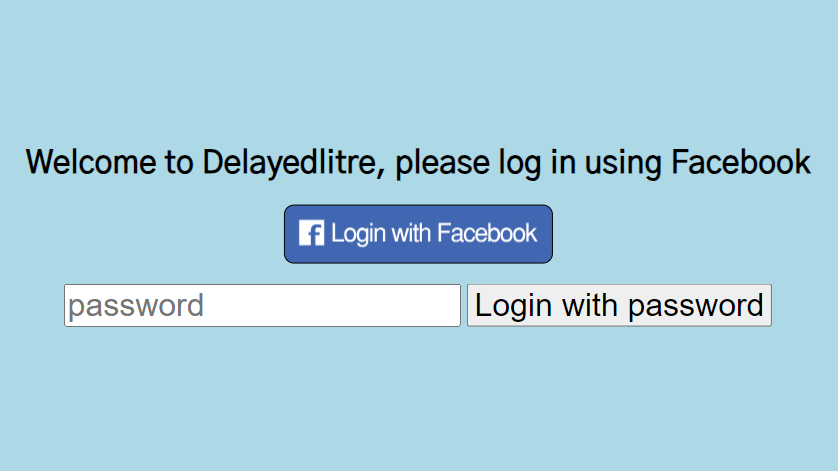 Welcome to Delayedlitre, please log in using Facebook
f Login with Facebook
password Login with password